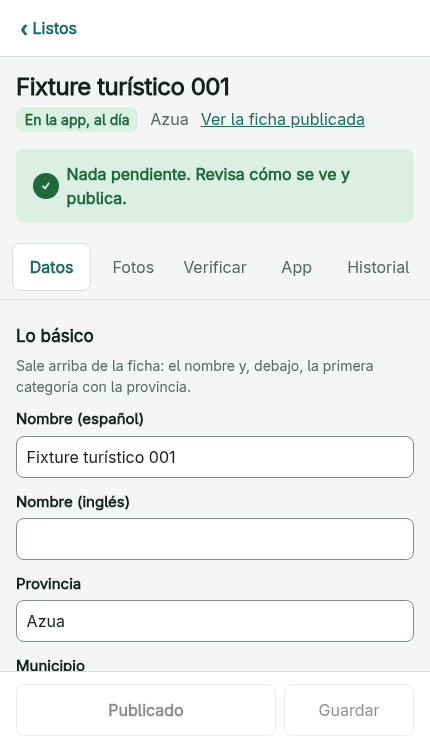 ‹ Listos
Fixture turístico 001
En la app, al día Azua Ver la ficha publicada
Nada pendiente. Revisa cómo se ve y
publica.
Datos Fotos Verificar App Historial
Lo básico
Sale arriba de la ficha: el nombre y, debajo, la primera
categoría con la provincia.
Nombre (español)
Fixture turístico 001
Nombre (inglés)
Provincia
Azua
Municipio
Publicado Guardar